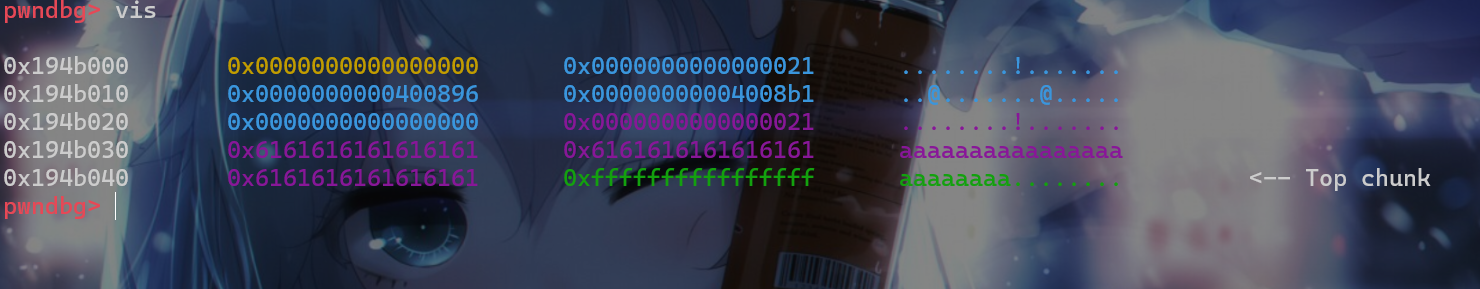 pwndbg> vis
0x194b000 0x0000000000000000 0x0000000000000021 ........!.......
0x194b010 0x0000000000400896 0x00000000004008b1 ..@.......@.....
0x194b020 0x0000000000000000 0x0000000000000021 ........!.......
0x194b030 0x6161616161616161 0x6161616161616161 aaaaaaaaaaaaaaaa
0x194b040 0x6161616161616161 0xffffffffffffffff aaaaaaaa........ <-- Top chunk
pwndbg>